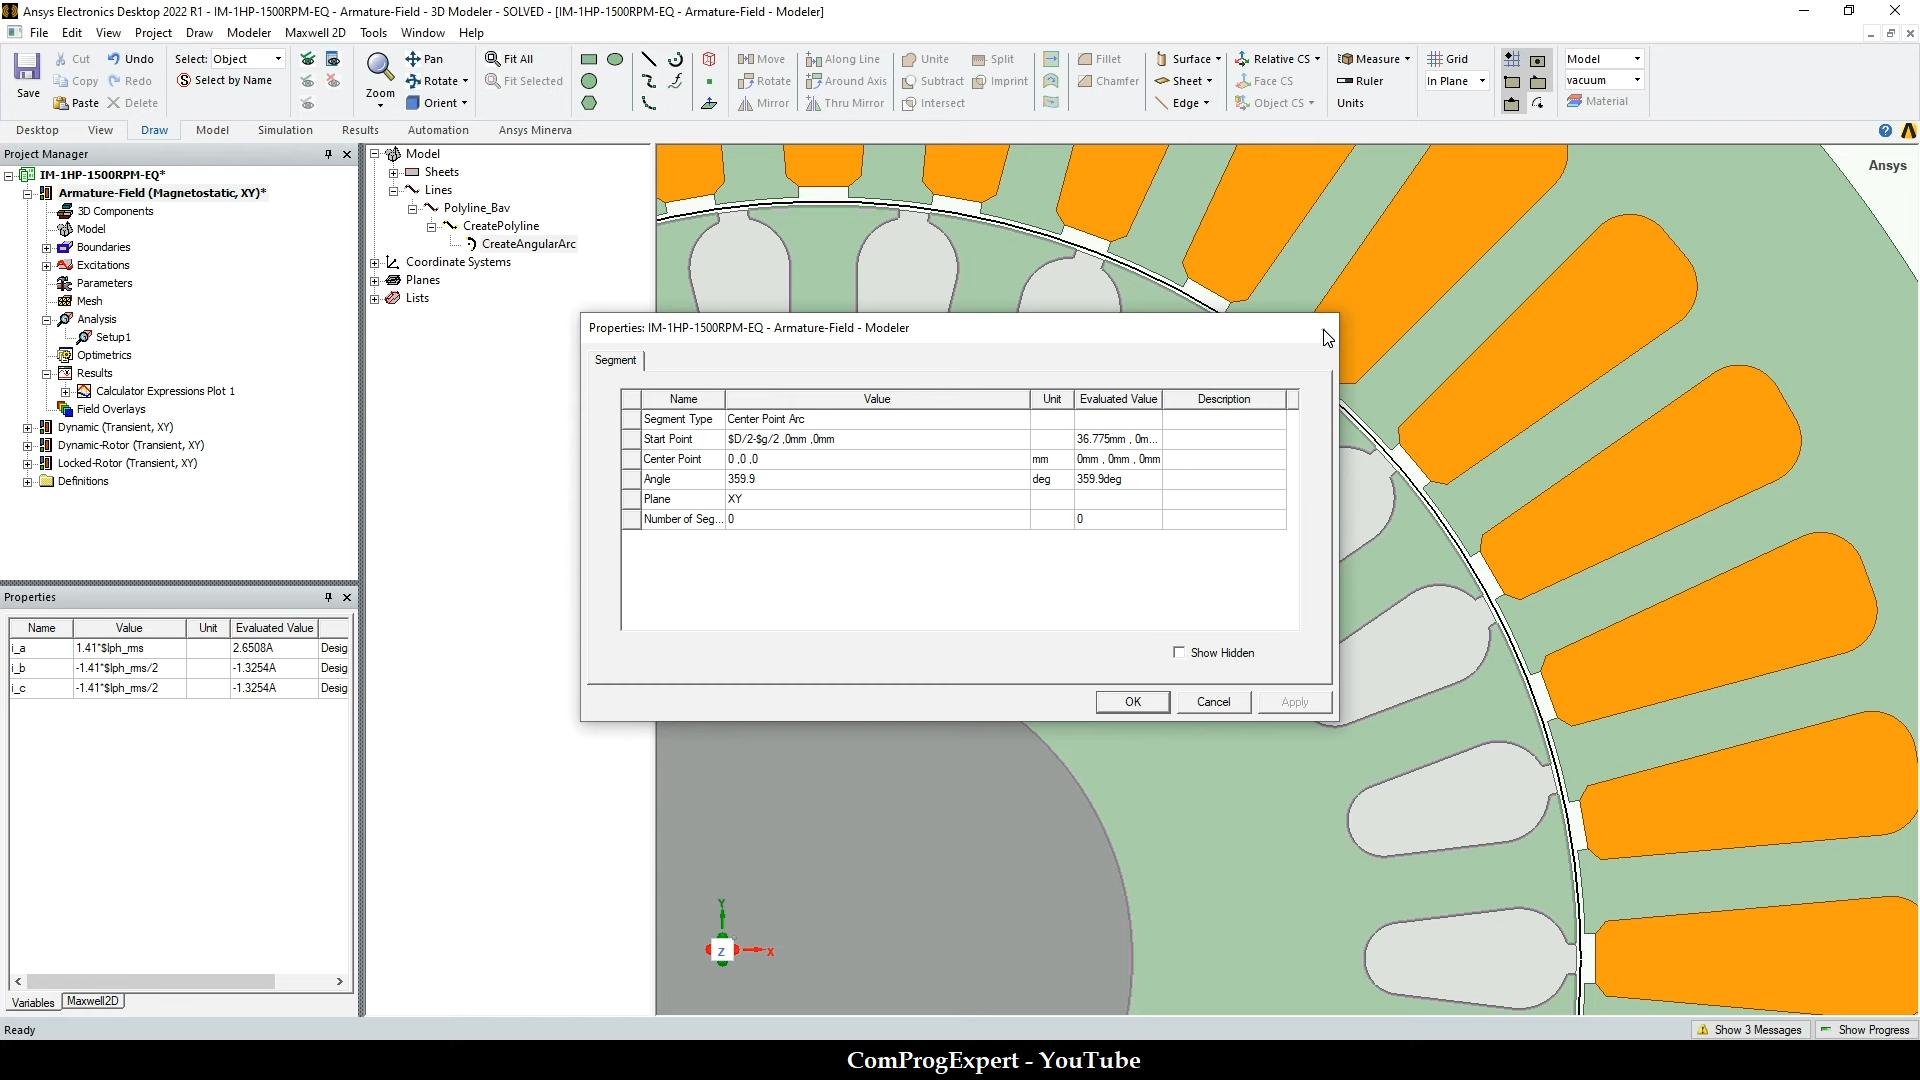 Ansys Electronics Desktop 2022 R1 - IM-1HP-1500RPM-EQ - Armature-Field - 3D Modeler - SOLVED - [IM-1HP-1500RPM-EQ - Armature-Field - Modeler]
File Edit View Project Draw Modeler Maxwell 2D Tools Window Help
Save
Cut
Copy
Paste
Undo
Redo
Delete
Select: Object
Select by Name
Zoom
Pan
Rotate
Orient
Fit All
Fit Selected
Move
Rotate
Mirror
Along Line
Around Axis
Thru Mirror
Unite
Subtract
Intersect
Split
Imprint
Fillet
Chamfer
Surface
Sheet
Edge
Relative CS
Face CS
Object CS
Measure
Ruler
Units
Grid
In Plane
Model
vacuum
Material
Desktop View Draw Model Simulation Results Automation Ansys Minerva
Project Manager
IM-1HP-1500RPM-EQ*
Armature-Field (Magnetostatic, XY)*
3D Components
Model
Boundaries
Excitations
Parameters
Mesh
Analysis
Setup1
Optimetrics
Results
Calculator Expressions Plot 1
Field Overlays
Dynamic (Transient, XY)
Dynamic-Rotor (Transient, XY)
Locked-Rotor (Transient, XY)
Definitions
Model
Sheets
Lines
Polyline_Bav
CreatePolyline
CreateAngularArc
Coordinate Systems
Planes
Lists
Ansys
Properties: IM-1HP-1500RPM-EQ - Armature-Field - Modeler
Segment
Name Value Unit Evaluated Value Description
Segment Type Center Point Arc
Start Point $D/2-$g/2 ,0mm ,0mm 36.775mm , 0m...
Center Point 0 ,0 ,0 mm 0mm , 0mm , 0mm
Angle 359.9 deg 359.9deg
Plane XY
Number of Seg... 0 0
Show Hidden
OK Cancel Apply
Properties
Name Value Unit Evaluated Value
i_a 1.41*$Iph_rms 2.6508A Desig
i_b -1.41*$Iph_rms/2 -1.3254A Desig
i_c -1.41*$Iph_rms/2 -1.3254A Desig
Variables Maxwell2D
Y
Z
X
Ready
Show 3 Messages Show Progress
ComProgExpert - YouTube